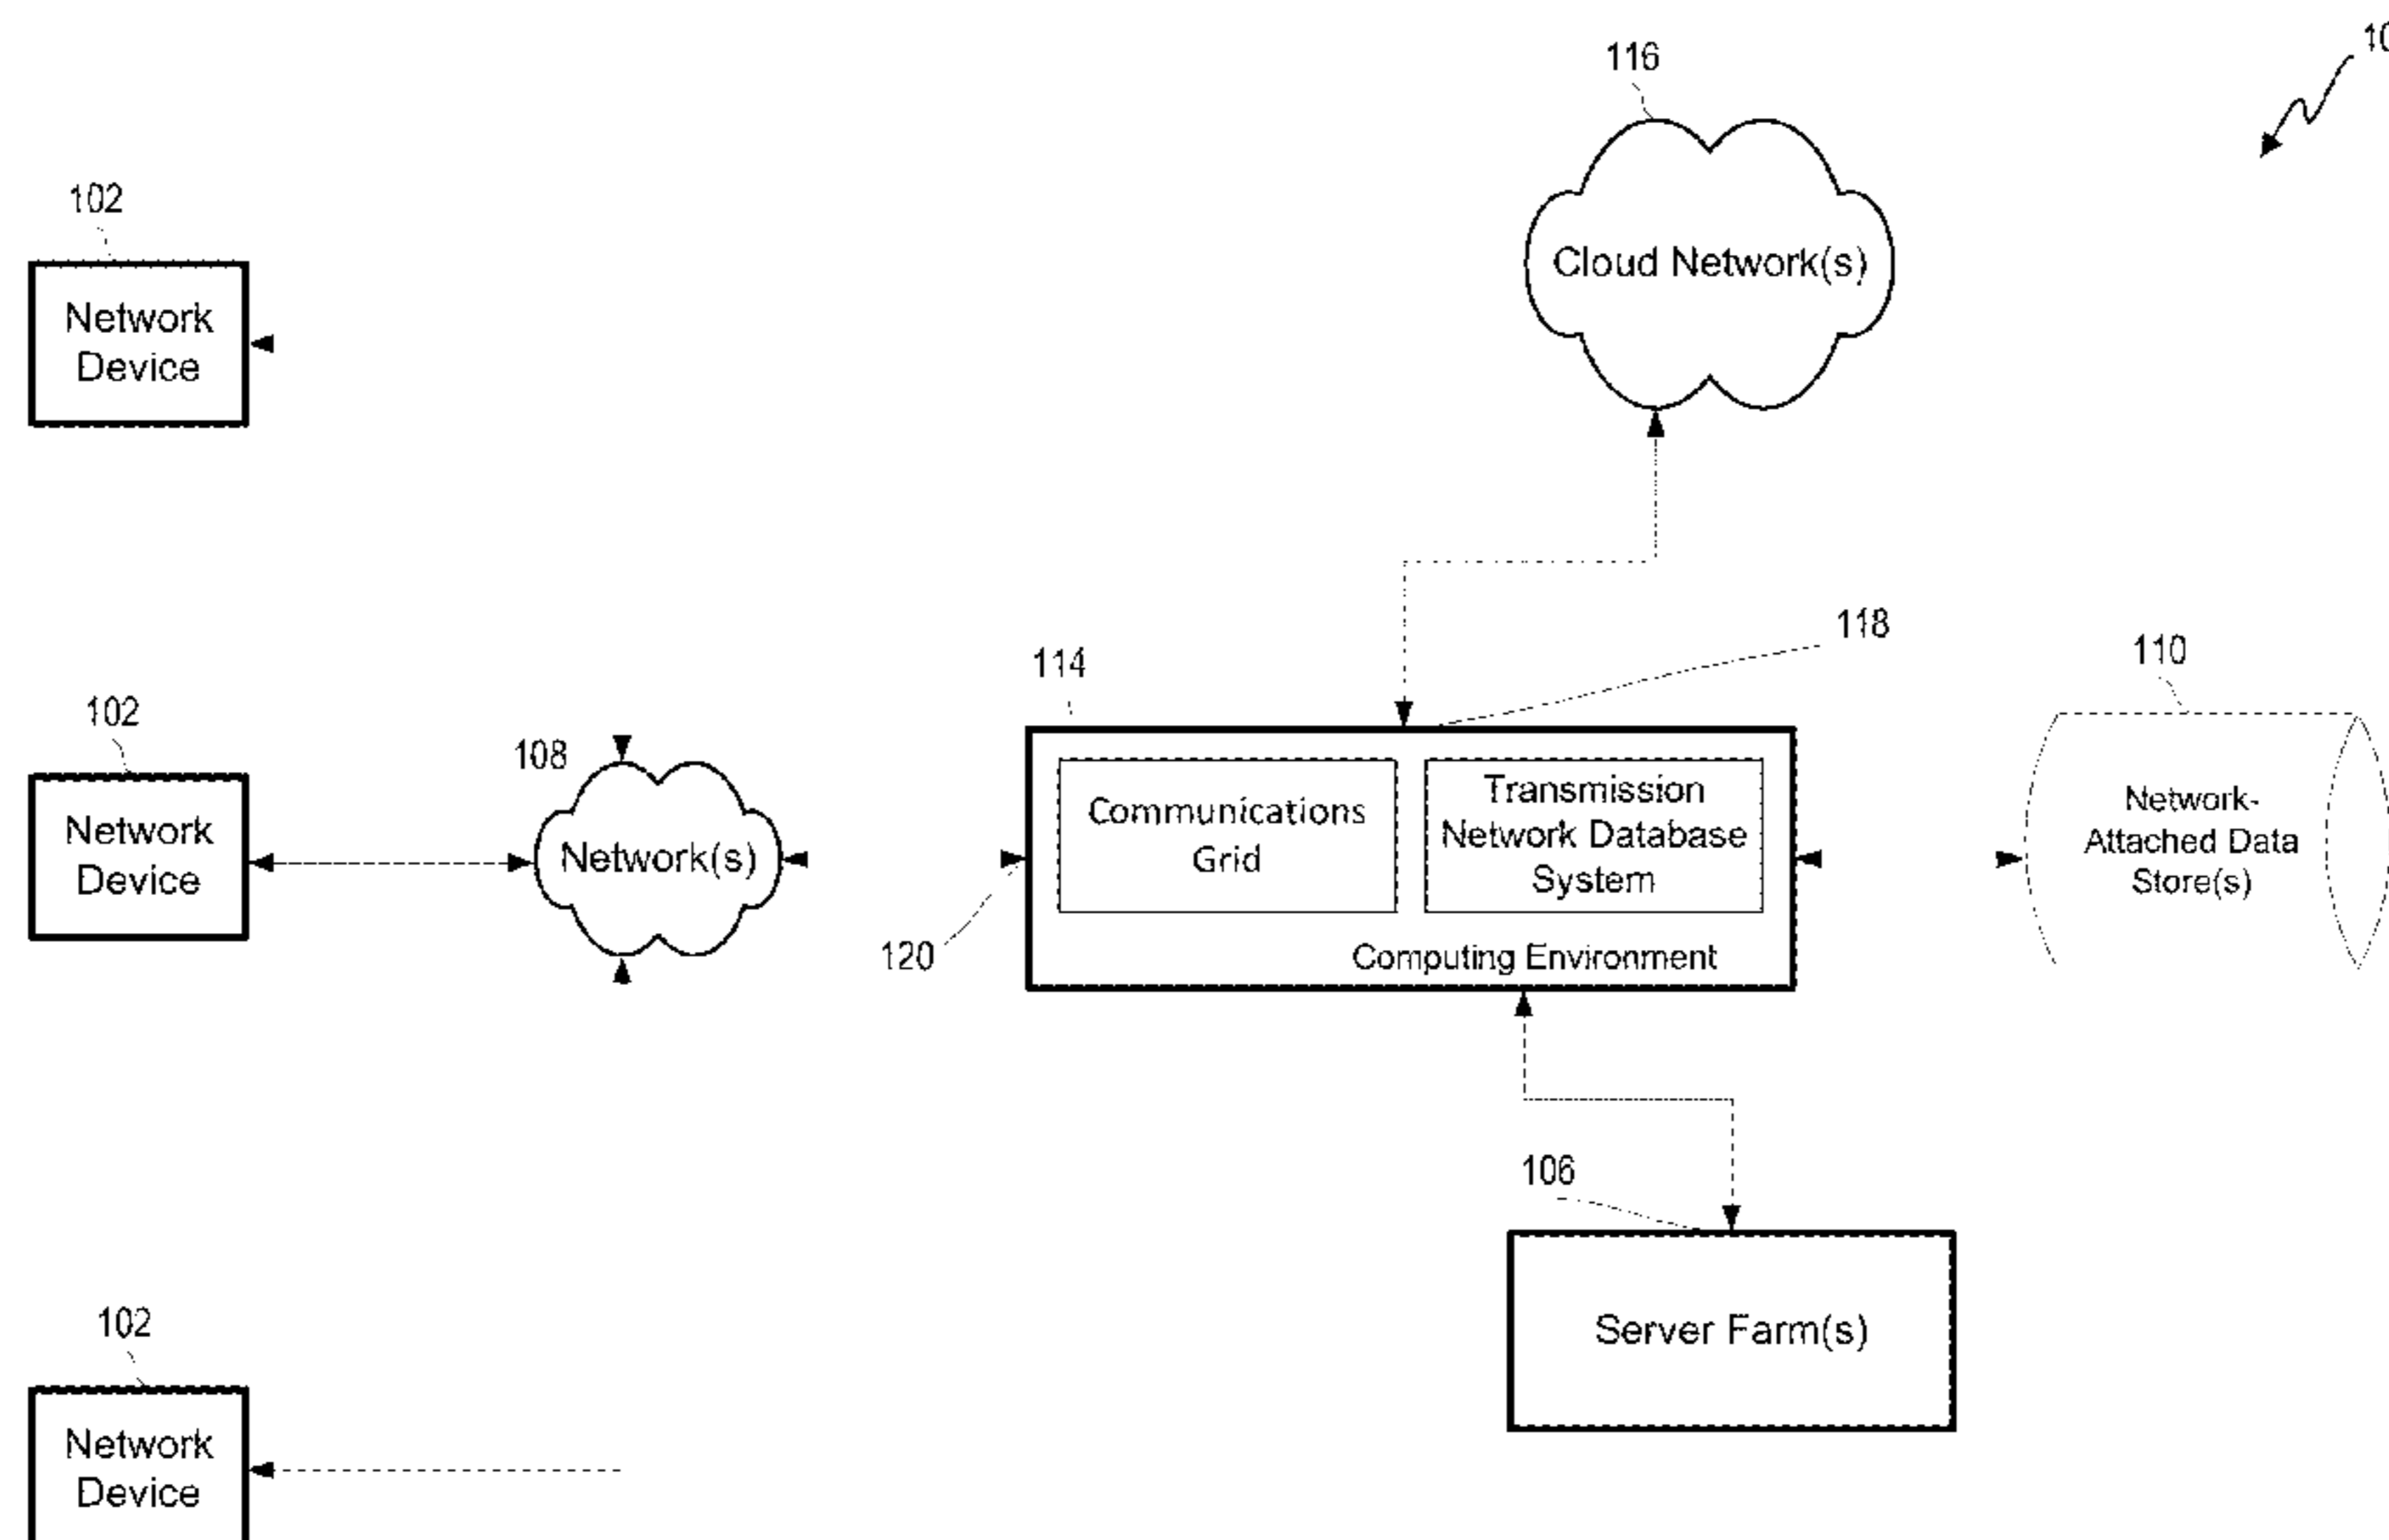 10
116
102
Cloud Network(s)
Network
Device
118
114
110
102
108
Transmission
Network Database
System
Communications
Grid
Network-
Attached Data
Store(s)
Network
Device
Network(s)
120
Computing Environment
106
102
Server Farm(s)
Network
Device